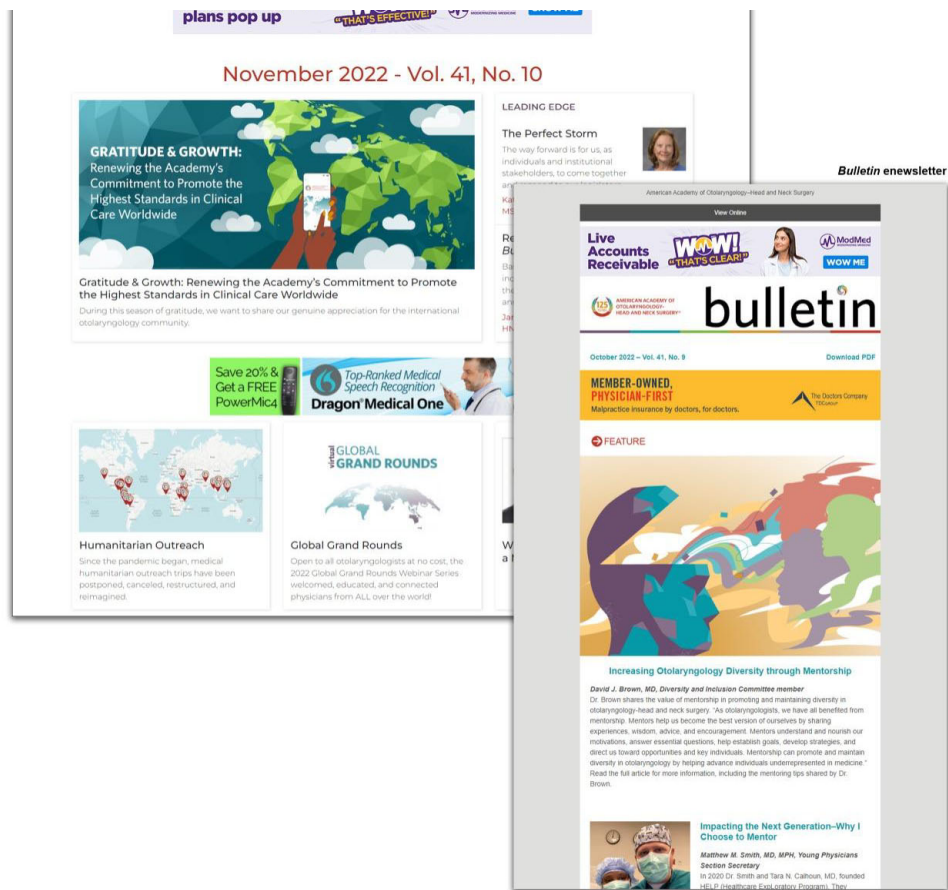 plans pop up
"THAT'S EFFECTIVE!"
MODERNIZING MEDICINE
November 2022 - Vol. 41, No. 10
GRATITUDE & GROWTH:
Renewing the Academy's
Commitment to Promote the
Highest Standards in Clinical
Care Worldwide
Gratitude & Growth: Renewing the Academy's Commitment to Promote
the Highest Standards in Clinical Care Worldwide
During this season of gratitude, we want to share our genuine appreciation for the international
otolaryngology community.
LEADING EDGE
The Perfect Storm
The way forward is for us, as
individuals and institutional
stakeholders, to come together
Save 20% &
Get a FREE
PowerMic4
Top-Ranked Medical
Speech Recognition
Dragon® Medical One
Humanitarian Outreach
Since the pandemic began, medical
humanitarian outreach trips have been
postponed, canceled, restructured, and
reimagined.
virtual GLOBAL
GRAND ROUNDS
Global Grand Rounds
Open to all otolaryngologists at no cost, the
2022 Global Grand Rounds Webinar Series
welcomed, educated, and connected
physicians from ALL over the world!
Bulletin enewsletter
American Academy of Otolaryngology–Head and Neck Surgery
View Online
Live
Accounts
Receivable
WOW!
"THAT'S CLEAR!"
ModMed
WOW ME
125
AMERICAN ACADEMY OF
OTOLARYNGOLOGY–
HEAD AND NECK SURGERY
bulletin
October 2022 – Vol. 41, No. 9
Download PDF
MEMBER-OWNED,
PHYSICIAN-FIRST
Malpractice insurance by doctors, for doctors.
The Doctors Company
TDCGROUP
FEATURE
Increasing Otolaryngology Diversity through Mentorship
David J. Brown, MD, Diversity and Inclusion Committee member
Dr. Brown shares the value of mentorship in promoting and maintaining diversity in
otolaryngology-head and neck surgery. "As otolaryngologists, we have all benefited from
mentorship. Mentors help us become the best version of ourselves by sharing
experiences, wisdom, advice, and encouragement. Mentors understand and nourish our
motivations, answer essential questions, help establish goals, develop strategies, and
direct us toward opportunities and key individuals. Mentorship can promote and maintain
diversity in otolaryngology by helping advance individuals underrepresented in medicine."
Read the full article for more information, including the mentoring tips shared by Dr.
Brown.
Impacting the Next Generation–Why I
Choose to Mentor
Matthew M. Smith, MD, MPH, Young Physicians
Section Secretary
In 2020 Dr. Smith and Tara N. Calhoun, MD, founded
HELP (Healthcare ExpLoratory Program). They